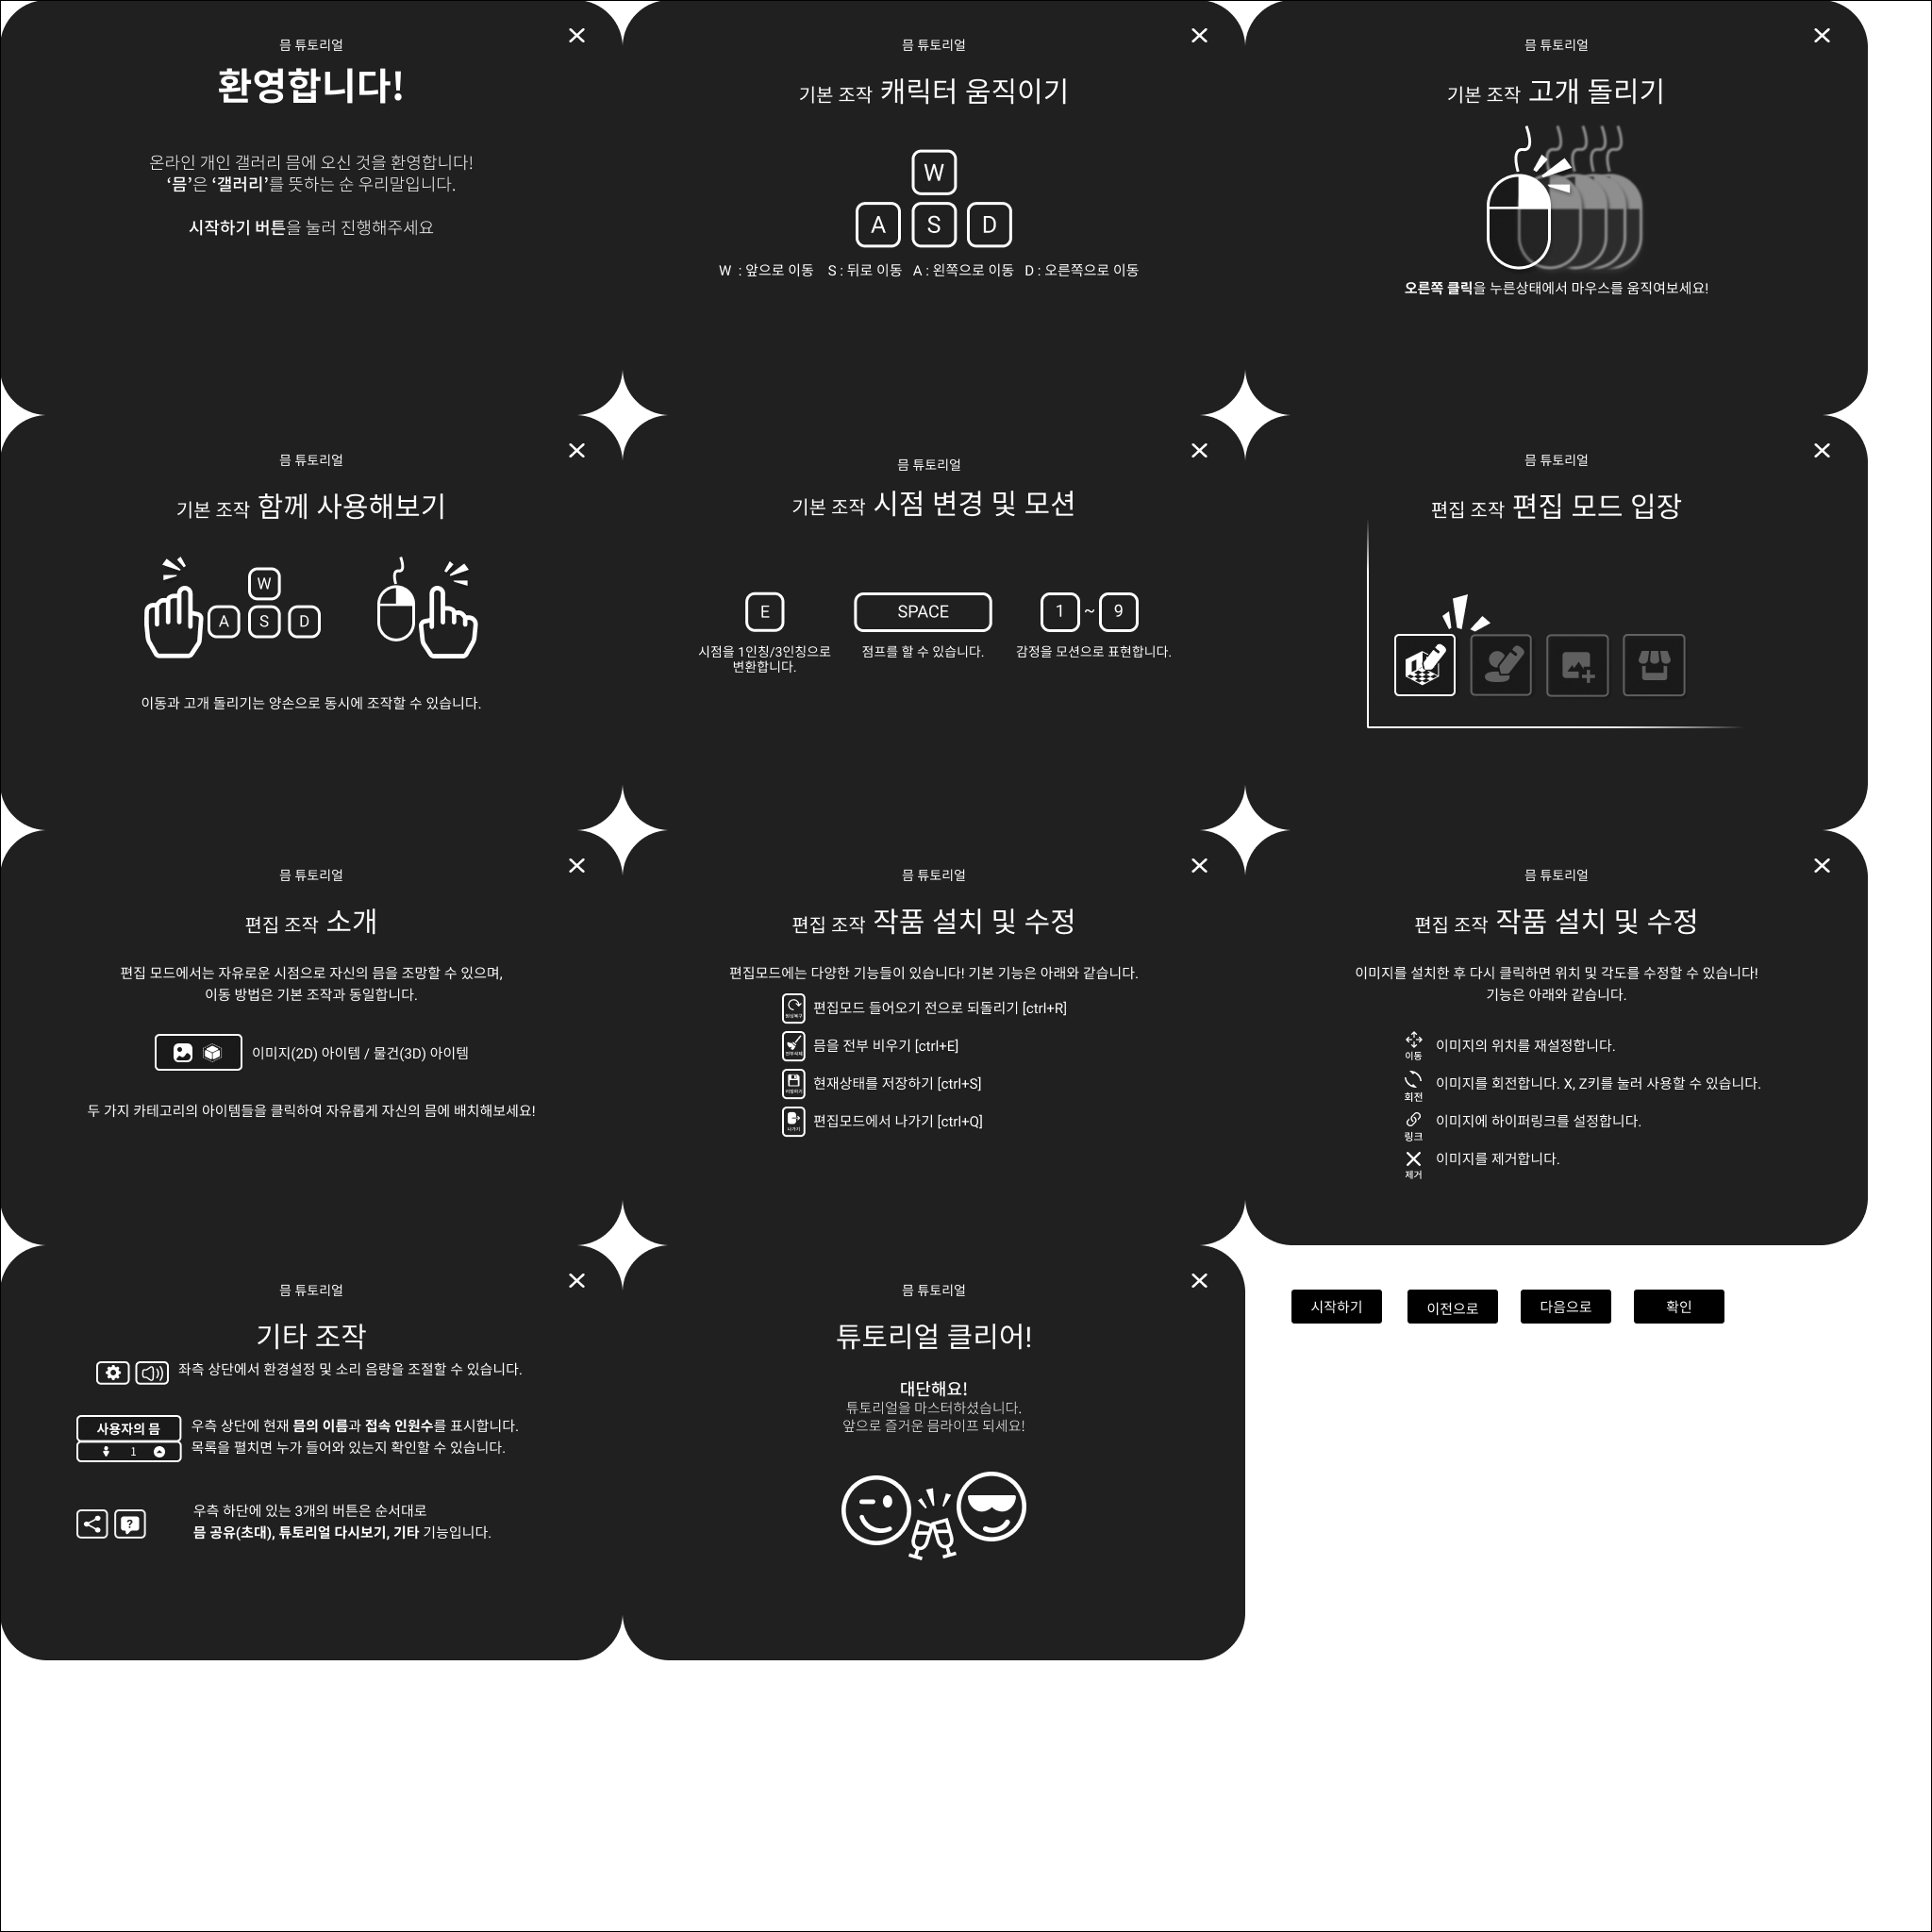 믐 튜토리얼
환영합니다!
온라인 개인 갤러리 믐에 오신 것을 환영합니다!
‘믐’은 ‘갤러리’를 뜻하는 순 우리말입니다.
시작하기 버튼을 눌러 진행해주세요
믐 튜토리얼
기본 조작 캐릭터 움직이기
W
A S D
W : 앞으로 이동 S : 뒤로 이동 A : 왼쪽으로 이동 D : 오른쪽으로 이동
믐 튜토리얼
기본 조작 고개 돌리기
오른쪽 클릭을 누른상태에서 마우스를 움직여보세요!
믐 튜토리얼
기본 조작 함께 사용해보기
W
A S D
이동과 고개 돌리기는 양손으로 동시에 조작할 수 있습니다.
믐 튜토리얼
기본 조작 시점 변경 및 모션
E SPACE 1 ~ 9
시점을 1인칭/3인칭으로
변환합니다.
점프를 할 수 있습니다.
감정을 모션으로 표현합니다.
믐 튜토리얼
편집 조작 편집 모드 입장
믐 튜토리얼
편집 조작 소개
편집 모드에서는 자유로운 시점으로 자신의 믐을 조망할 수 있으며,
이동 방법은 기본 조작과 동일합니다.
이미지(2D) 아이템 / 물건(3D) 아이템
두 가지 카테고리의 아이템들을 클릭하여 자유롭게 자신의 믐에 배치해보세요!
믐 튜토리얼
편집 조작 작품 설치 및 수정
편집모드에는 다양한 기능들이 있습니다! 기본 기능은 아래와 같습니다.
편집모드 들어오기 전으로 되돌리기 [ctrl+R]
믐을 전부 비우기 [ctrl+E]
현재상태를 저장하기 [ctrl+S]
나가기 편집모드에서 나가기 [ctrl+Q]
믐 튜토리얼
편집 조작 작품 설치 및 수정
이미지를 설치한 후 다시 클릭하면 위치 및 각도를 수정할 수 있습니다!
기능은 아래와 같습니다.
이동 이미지의 위치를 재설정합니다.
회전 이미지를 회전합니다. X, Z키를 눌러 사용할 수 있습니다.
링크 이미지에 하이퍼링크를 설정합니다.
제거 이미지를 제거합니다.
믐 튜토리얼
기타 조작
좌측 상단에서 환경설정 및 소리 음량을 조절할 수 있습니다.
사용자의 믐
1
우측 상단에 현재 믐의 이름과 접속 인원수를 표시합니다.
목록을 펼치면 누가 들어와 있는지 확인할 수 있습니다.
우측 하단에 있는 3개의 버튼은 순서대로
믐 공유(초대), 튜토리얼 다시보기, 기타 기능입니다.
믐 튜토리얼
튜토리얼 클리어!
대단해요!
튜토리얼을 마스터하셨습니다.
앞으로 즐거운 믐라이프 되세요!
시작하기 이전으로 다음으로 확인